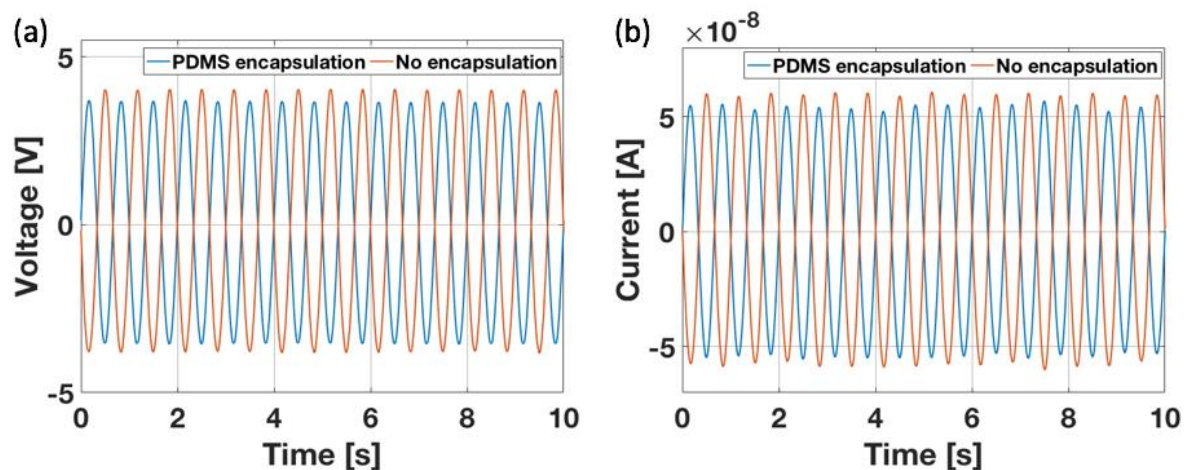 (a)
PDMS encapsulation No encapsulation
5
0
-5
Voltage [V]
0 2 4 6 8 10
Time [s]
(b)
×10-8
PDMS encapsulation No encapsulation
5
0
-5
Current [A]
0 2 4 6 8 10
Time [s]